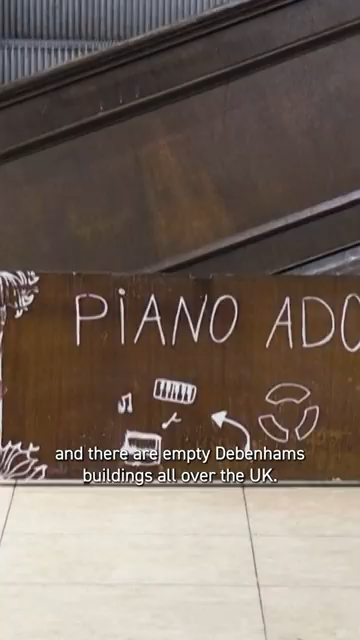 PiANO ADO
and there are empty Debenhams
buildings all over the UK.